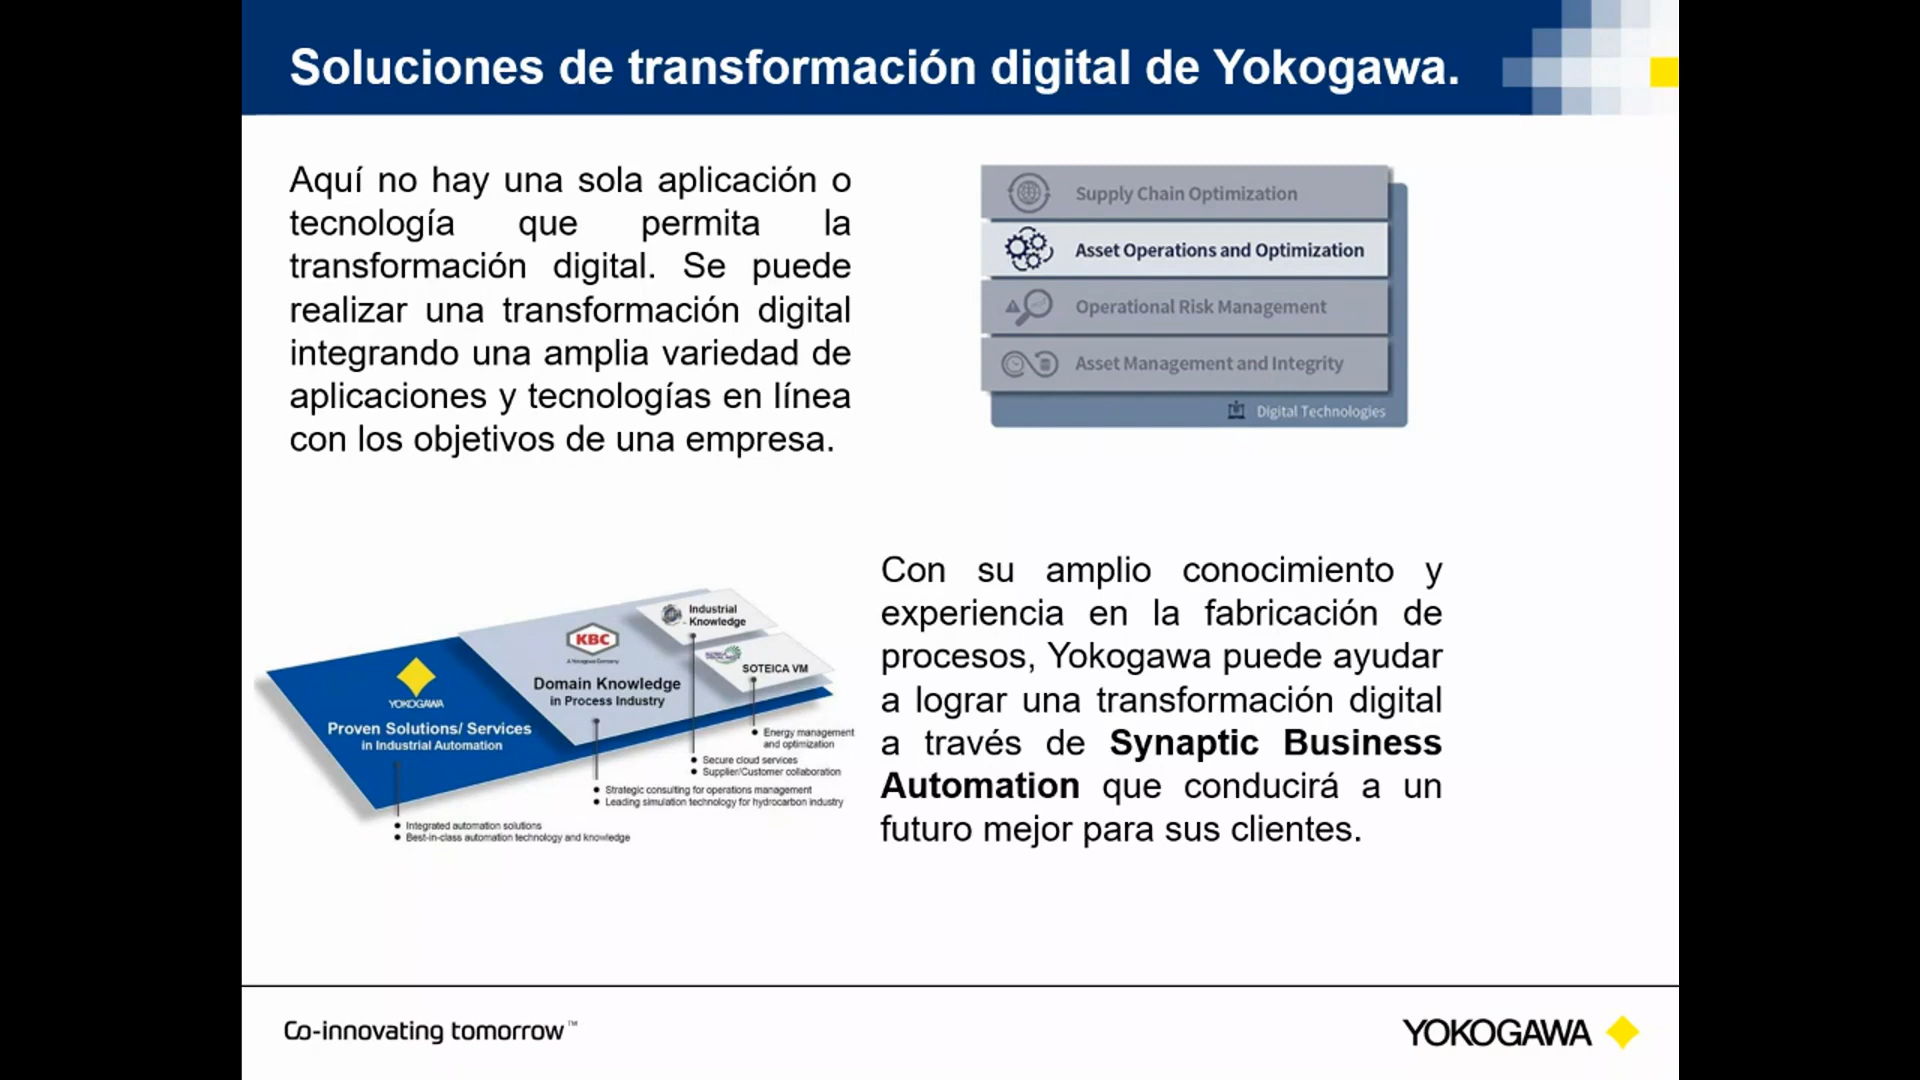 Soluciones de transformación digital de Yokogawa.
Aquí no hay una sola aplicación o
tecnología que permita la
transformación digital. Se puede
realizar una transformación digital
integrando una amplia variedad de
aplicaciones y tecnologías en línea
con los objetivos de una empresa.
Supply Chain Optimization
Asset Operations and Optimization
Operational Risk Management
Asset Management and Integrity
Digital Technologies
YOKOGAWA
Proven Solutions/ Services
in Industrial Automation
KBC
A Yokogawa Company
Domain Knowledge
in Process Industry
Industrial
Knowledge
SOTEICA VM
Energy management
and optimization
Secure cloud services
Supplier/Customer collaboration
Strategic consulting for operations management
Leading simulation technology for hydrocarbon industry
Integrated automation solutions
Best-in-class automation technology and knowledge
Con su amplio conocimiento y
experiencia en la fabricación de
procesos, Yokogawa puede ayudar
a lograr una transformación digital
a través de Synaptic Business
Automation que conducirá a un
futuro mejor para sus clientes.
Co-innovating tomorrow™
YOKOGAWA